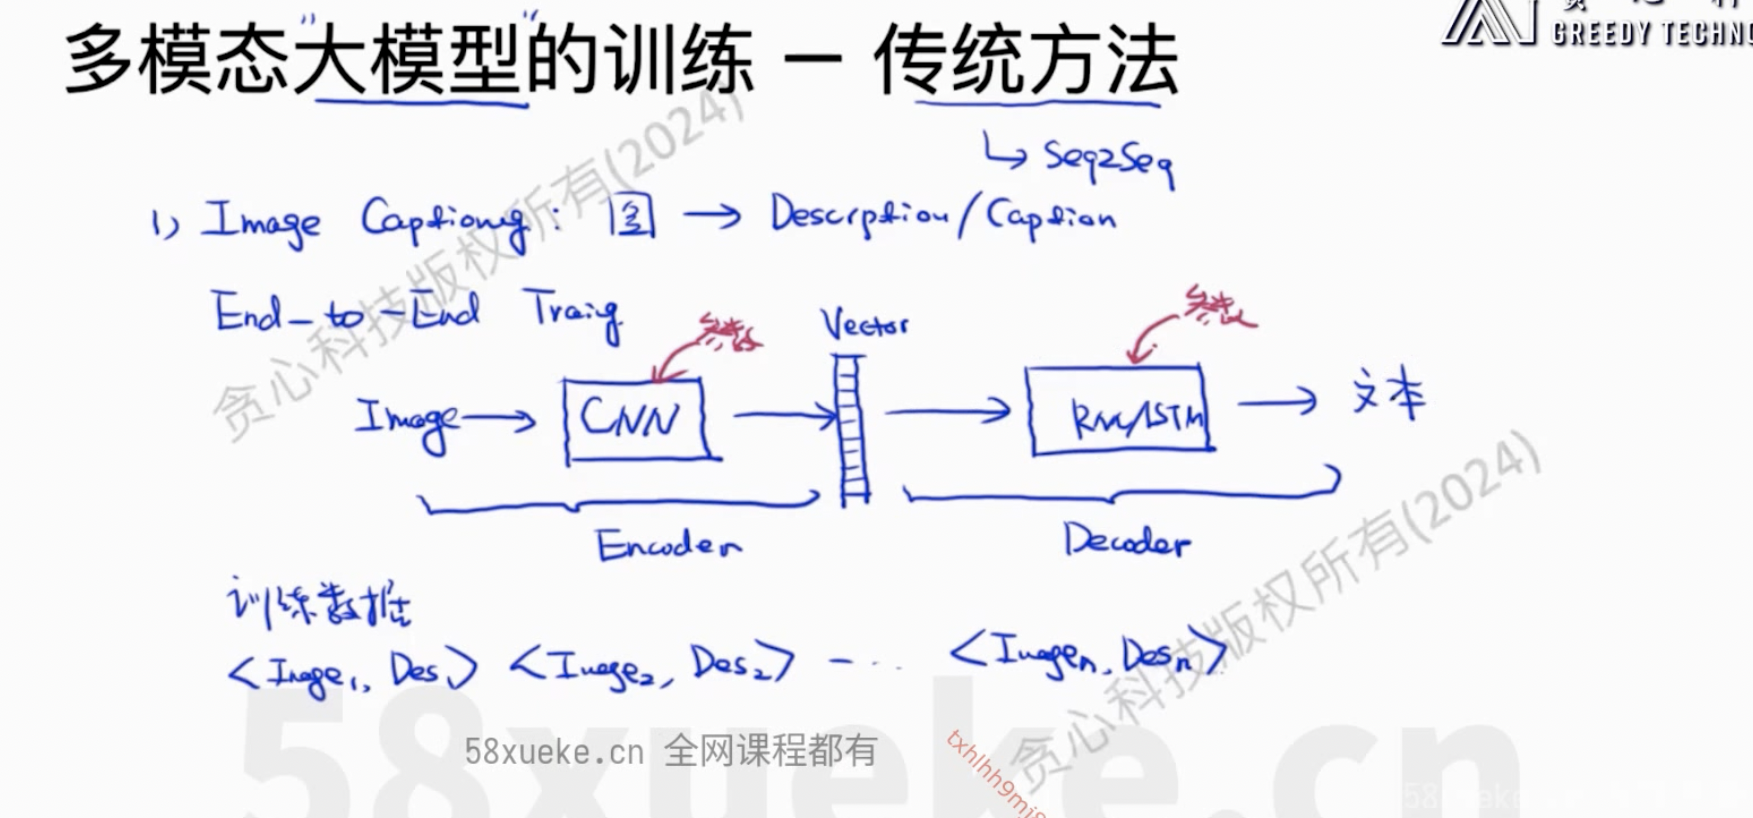 多模态"大模型"的训练 – 传统方法
GREEDY TECHNO
↳ Seq2Seq
1) Image Captioning: 图 → Descrption/Caption
End-to-End Traing
参数
Vector
参数
Image → CNN → → RNN/LSTM → 文本
Encoder
Decoder
训练数据
<Image1, Des1> <Image2, Des2> - ... <Imagen, Desn>
58xueke.cn 全网课程都有
58xueke.cn
贪心科技版权所有(2024)
贪心科技版权所有(2024)